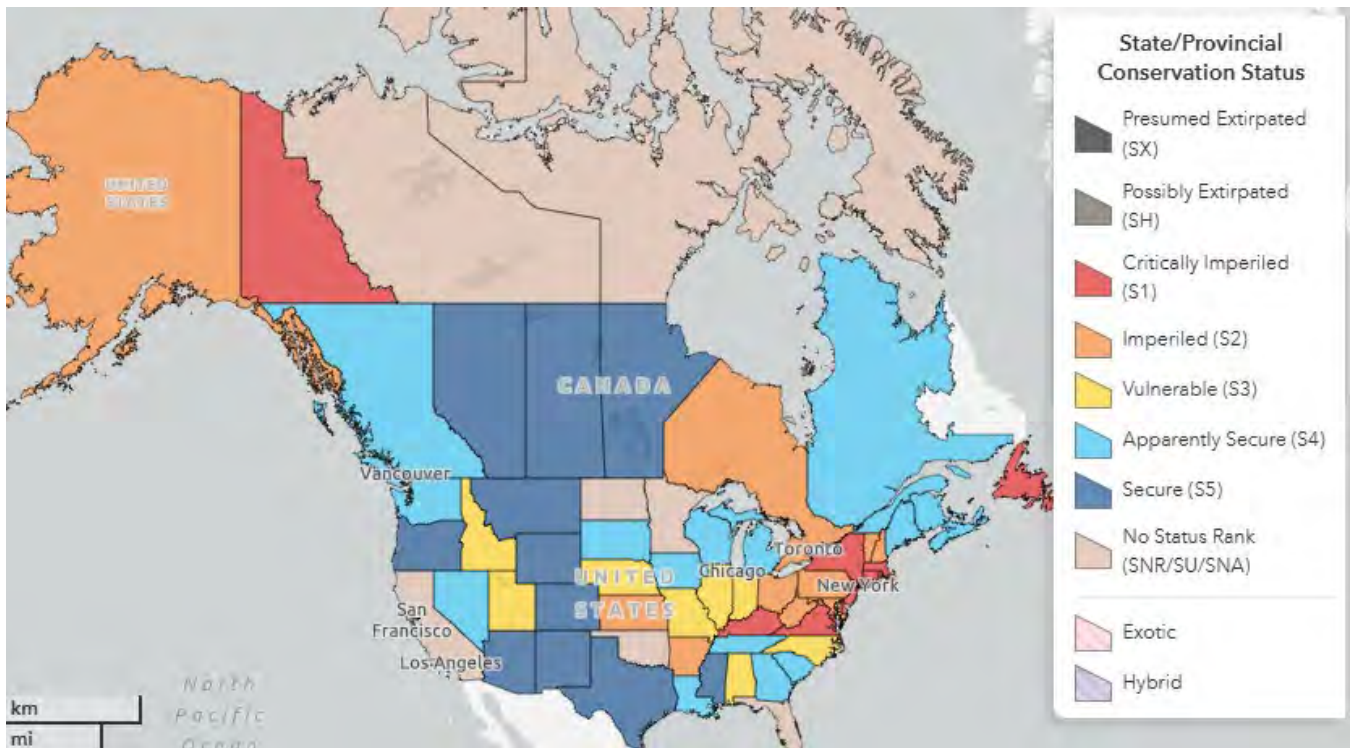 UNITED
STATES
CANADA
Vancouver
Toronto
Chicago
UNITED
New York
STATES
San
Francisco
Los Angeles
North
Pacific
Ocean
km
mi
State/Provincial
Conservation Status
Presumed Extirpated
(SX)
Possibly Extirpated
(SH)
Critically Imperiled
(S1)
Imperiled (S2)
Vulnerable (S3)
Apparently Secure (S4)
Secure (S5)
No Status Rank
(SNR/SU/SNA)
Exotic
Hybrid